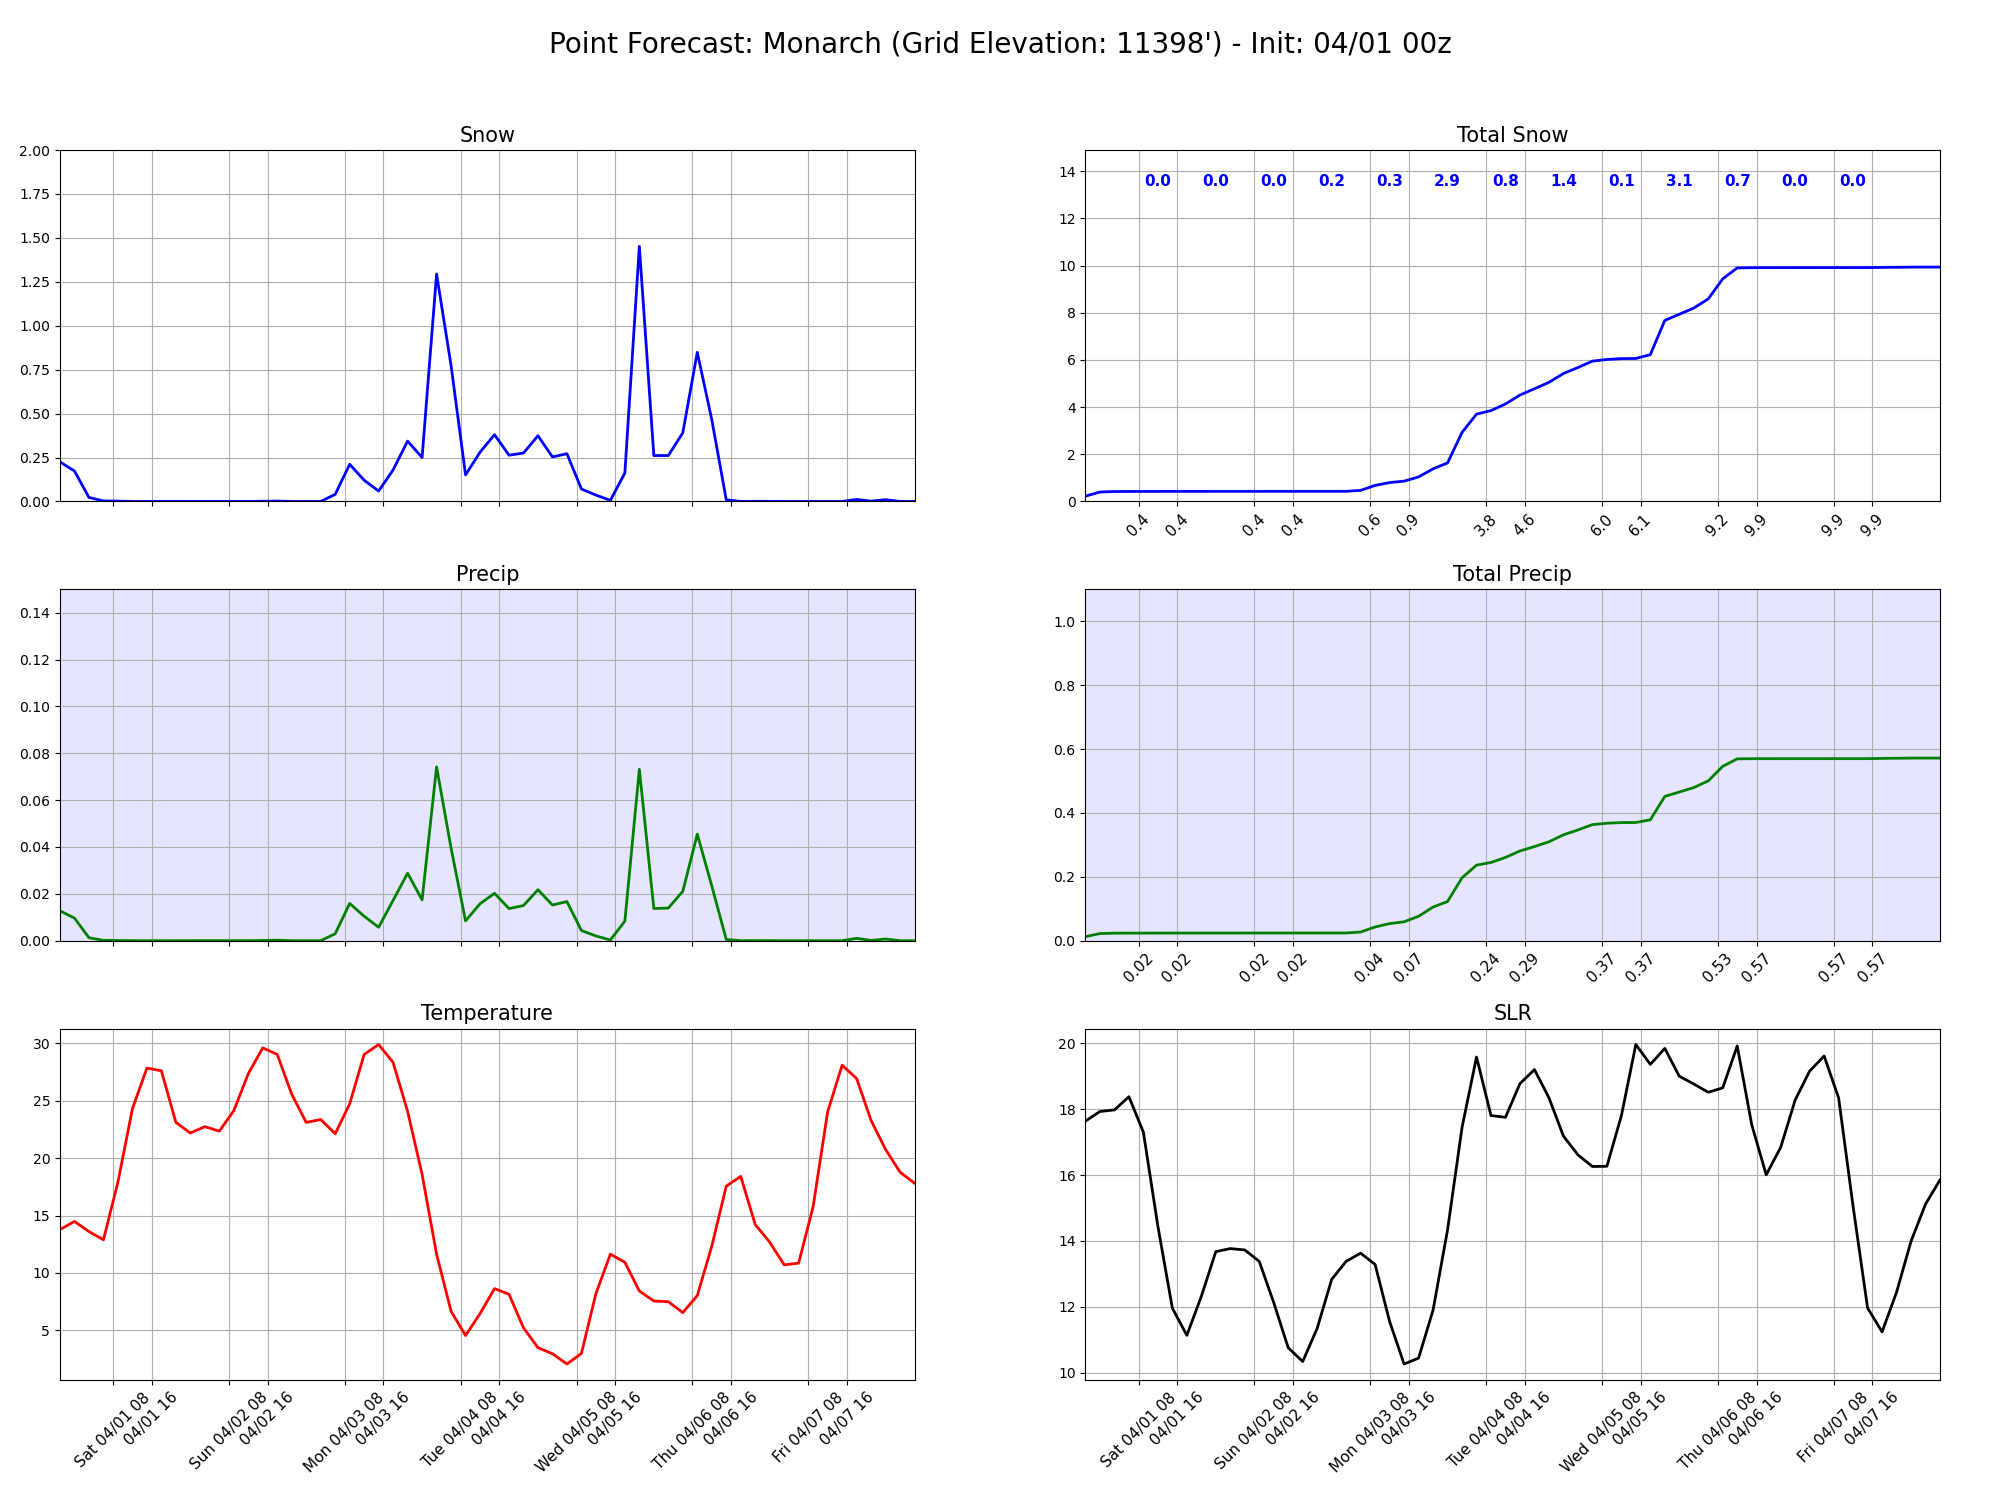 Point Forecast: Monarch (Grid Elevation: 11398') - Init: 04/01 00z
Snow
2.00
1.75
1.50
1.25
1.00
0.75
0.50
0.25
0.00
Total Snow
14
12
10
8
6
4
2
0
0.0 0.0 0.0 0.2 0.3 2.9 0.8 1.4 0.1 3.1 0.7 0.0 0.0
0.4 0.4 0.4 0.4 0.6 0.9 3.8 4.6 6.0 6.1 9.2 9.9 9.9 9.9
Precip
0.14
0.12
0.10
0.08
0.06
0.04
0.02
0.00
Total Precip
1.0
0.8
0.6
0.4
0.2
0.0
0.02 0.02 0.02 0.02 0.04 0.07 0.24 0.29 0.37 0.37 0.53 0.57 0.57 0.57
Temperature
30
25
20
15
10
5
Sat 04/01 08
04/01 16
Sun 04/02 08
04/02 16
Mon 04/03 08
04/03 16
Tue 04/04 08
04/04 16
Wed 04/05 08
04/05 16
Thu 04/06 08
04/06 16
Fri 04/07 08
04/07 16
SLR
20
18
16
14
12
10
Sat 04/01 08
04/01 16
Sun 04/02 08
04/02 16
Mon 04/03 08
04/03 16
Tue 04/04 08
04/04 16
Wed 04/05 08
04/05 16
Thu 04/06 08
04/06 16
Fri 04/07 08
04/07 16